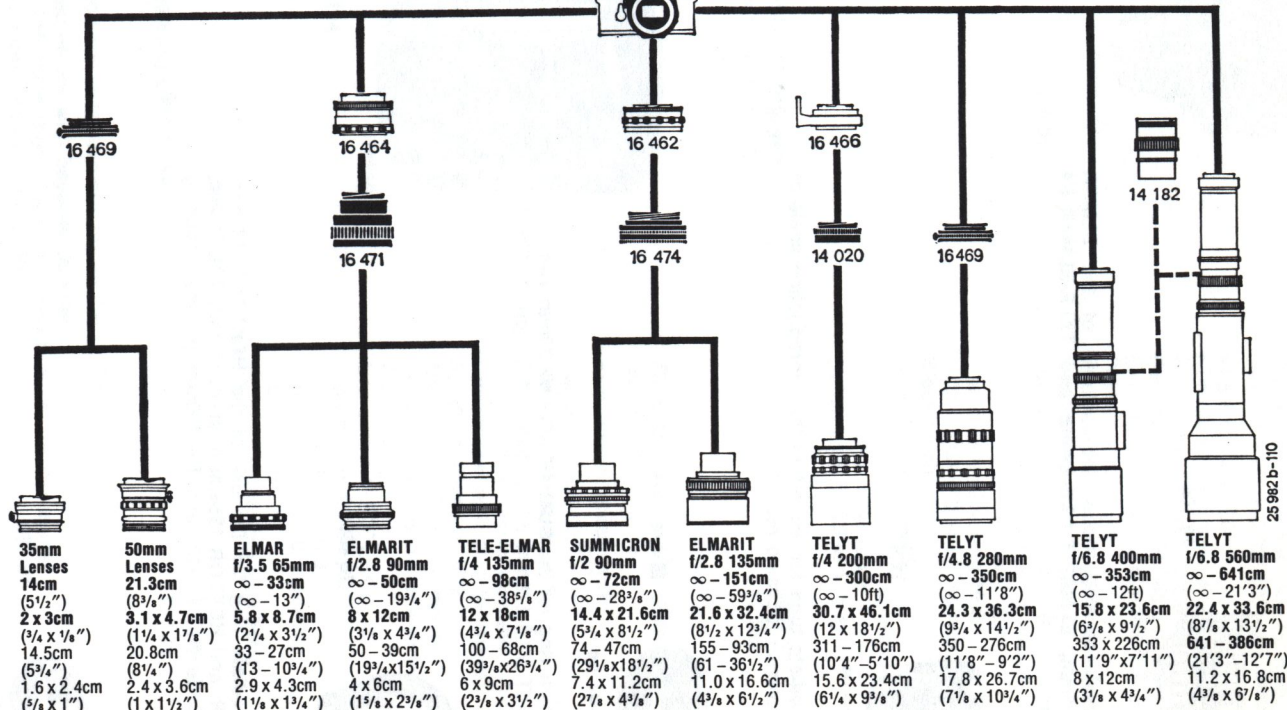 16 469
16 464
16 462
16 466
14 182
16 471
16 474
14 020
16469
25 982 b-110
35mm
Lenses
14cm
(5¹/₂″)
2 x 3cm
(³/₄ x ¹/₈″)
14.5cm
(5³/₄″)
1.6 x 2.4cm
(⁵/₈ x 1″)
50mm
Lenses
21.3cm
(8³/₈″)
3.1 x 4.7cm
(1¹/₄ x 1⁷/₈″)
20.8cm
(8¹/₄″)
2.4 x 3.6cm
(1 x 1¹/₂″)
ELMAR
f/3.5 65mm
∞ – 33cm
(∞ – 13″)
5.8 x 8.7cm
(2¹/₄ x 3¹/₂″)
33 – 27cm
(13 – 10³/₄″)
2.9 x 4.3cm
(1¹/₈ x 1³/₄″)
ELMARIT
f/2.8 90mm
∞ – 50cm
(∞ – 19³/₄″)
8 x 12cm
(3¹/₈ x 4³/₄″)
50 – 39cm
(19³/₄x15¹/₂″)
4 x 6cm
(1⁵/₈ x 2³/₈″)
TELE-ELMAR
f/4 135mm
∞ – 98cm
(∞ – 38⁵/₈″)
12 x 18cm
(4³/₄ x 7¹/₈″)
100 – 68cm
(39³/₈x26³/₄″)
6 x 9cm
(2³/₈ x 3¹/₂″)
SUMMICRON
f/2 90mm
∞ – 72cm
(∞ – 28³/₈″)
14.4 x 21.6cm
(5³/₄ x 8¹/₂″)
74 – 47cm
(29¹/₈x18¹/₂″)
7.4 x 11.2cm
(2⁷/₈ x 4³/₈″)
ELMARIT
f/2.8 135mm
∞ – 151cm
(∞ – 59³/₈″)
21.6 x 32.4cm
(8¹/₂ x 12³/₄″)
155 – 93cm
(61 – 36¹/₂″)
11.0 x 16.6cm
(4³/₈ x 6¹/₂″)
TELYT
f/4 200mm
∞ – 300cm
(∞ – 10ft)
30.7 x 46.1cm
(12 x 18¹/₂″)
311 – 176cm
(10′4″–5′10″)
15.6 x 23.4cm
(6¹/₄ x 9³/₈″)
TELYT
f/4.8 280mm
∞ – 350cm
(∞ – 11′8″)
24.3 x 36.3cm
(9³/₄ x 14¹/₂″)
350 – 276cm
(11′8″ – 9′2″)
17.8 x 26.7cm
(7¹/₈ x 10³/₄″)
TELYT
f/6.8 400mm
∞ – 353cm
(∞ – 12ft)
15.8 x 23.6cm
(6³/₈ x 9¹/₂″)
353 x 226cm
(11′9″ x7′11″)
8 x 12cm
(3¹/₈ x 4³/₄″)
TELYT
f/6.8 560mm
∞ – 641cm
(∞ – 21′3″)
22.4 x 33.6cm
(8⁷/₈ x 13¹/₂″)
641 – 386cm
(21′3″–12′7″)
11.2 x 16.8cm
(4³/₈ x 6⁷/₈″)